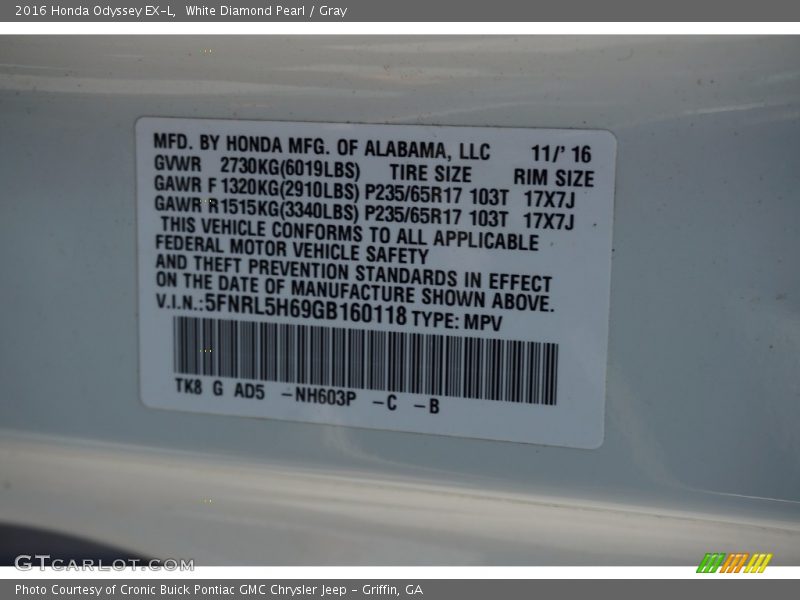 2016 Honda Odyssey EX-L, White Diamond Pearl / Gray
MFD. BY HONDA MFG. OF ALABAMA, LLC 11/' 16
GVWR 2730KG(6019LBS) TIRE SIZE RIM SIZE
GAWR F 1320KG(2910LBS) P235/65R17 103T 17X7J
GAWR R1515KG(3340LBS) P235/65R17 103T 17X7J
THIS VEHICLE CONFORMS TO ALL APPLICABLE
FEDERAL MOTOR VEHICLE SAFETY
AND THEFT PREVENTION STANDARDS IN EFFECT
ON THE DATE OF MANUFACTURE SHOWN ABOVE.
V.I.N.:5FNRL5H69GB160118 TYPE: MPV
TK8 G AD5 -NH603P -C -B
GTCARLOT.COM
Photo Courtesy of Cronic Buick Pontiac GMC Chrysler Jeep - Griffin, GA